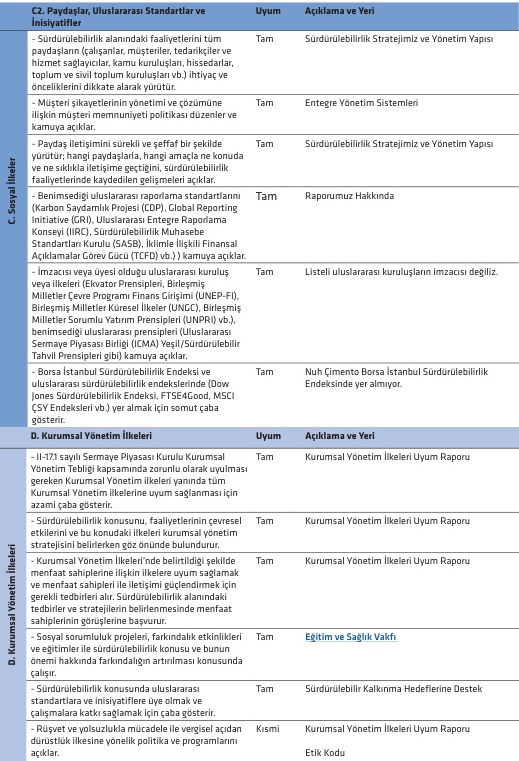 C2. Paydaşlar, Uluslararası Standartlar ve Uyum Açıklama ve Yeri
İnisiyatifler
- Sürdürülebilirlik alanındaki faaliyetlerini tüm Tam Sürdürülebilirlik Stratejimiz ve Yönetim Yapısı
paydaşların (çalışanlar, müşteriler, tedarikçiler ve
hizmet sağlayıcılar, kamu kuruluşları, hissedarlar,
toplum ve sivil toplum kuruluşları vb.) ihtiyaç ve
önceliklerini dikkate alarak yürütür.
- Müşteri şikayetlerinin yönetimi ve çözümüne Tam Entegre Yönetim Sistemleri
ilişkin müşteri memnuniyeti politikası düzenler ve
kamuya açıklar.
- Paydaş iletişimini sürekli ve şeffaf bir şekilde Tam Sürdürülebilirlik Stratejimiz ve Yönetim Yapısı
yürütür; hangi paydaşlarla, hangi amaçla ne konuda
ve ne sıklıkla iletişime geçtiğini, sürdürülebilirlik
faaliyetlerinde kaydedilen gelişmeleri açıklar.
C. Sosyal İlkeler
- Benimsediği uluslararası raporlama standartlarını Tam Raporumuz Hakkında
(Karbon Saydamlık Projesi (CDP), Global Reporting
Initiative (GRI), Uluslararası Entegre Raporlama
Konseyi (IIRC), Sürdürülebilirlik Muhasebe
Standartları Kurulu (SASB), İklimle İlişkili Finansal
Açıklamalar Görev Gücü (TCFD) vb.) ) kamuya açıklar.
- İmzacısı veya üyesi olduğu uluslararası kuruluş Tam Listeli uluslararası kuruluşların imzacısı değiliz.
veya ilkeleri (Ekvator Prensipleri, Birleşmiş
Milletler Çevre Programı Finans Girişimi (UNEP-FI),
Birleşmiş Milletler Küresel İlkeler (UNGC), Birleşmiş
Milletler Sorumlu Yatırım Prensipleri (UNPRI) vb.),
benimsediği uluslararası prensipleri (Uluslararası
Sermaye Piyasası Birliği (ICMA) Yeşil/Sürdürülebilir
Tahvil Prensipleri gibi) kamuya açıklar.
- Borsa İstanbul Sürdürülebilirlik Endeksi ve Tam Nuh Çimento Borsa İstanbul Sürdürülebilirlik
uluslararası sürdürülebilirlik endekslerinde (Dow Endeksinde yer almıyor.
Jones Sürdürülebilirlik Endeksi, FTSE4Good, MSCI
ÇSY Endeksleri vb.) yer almak için somut çaba
gösterir.
D. Kurumsal Yönetim İlkeleri Uyum Açıklama ve Yeri
- II-17.1 sayılı Sermaye Piyasası Kurulu Kurumsal Tam Kurumsal Yönetim İlkeleri Uyum Raporu
Yönetim Tebliği kapsamında zorunlu olarak uyulması
gereken Kurumsal Yönetim ilkeleri yanında tüm
Kurumsal Yönetim ilkelerine uyum sağlanması için
azami çaba gösterir.
- Sürdürülebilirlik konusunu, faaliyetlerinin çevresel Tam Kurumsal Yönetim İlkeleri Uyum Raporu
etkilerini ve bu konudaki ilkeleri kurumsal yönetim
stratejisini belirlerken göz önünde bulundurur.
D. Kurumsal Yönetim İlkeleri
- Kurumsal Yönetim İlkeleri'nde belirtildiği şekilde Tam Kurumsal Yönetim İlkeleri Uyum Raporu
menfaat sahiplerine ilişkin ilkelere uyum sağlamak
ve menfaat sahipleri ile iletişimi güçlendirmek için
gerekli tedbirleri alır. Sürdürülebilirlik alanındaki
tedbirler ve stratejilerin belirlenmesinde menfaat
sahiplerinin görüşlerine başvurur.
- Sosyal sorumluluk projeleri, farkındalık etkinlikleri Tam Eğitim ve Sağlık Vakfı
ve eğitimler ile sürdürülebilirlik konusu ve bunun
önemi hakkında farkındalığın artırılması konusunda
çalışır.
- Sürdürülebilirlik konusunda uluslararası Tam Sürdürülebilir Kalkınma Hedeflerine Destek
standartlara ve inisiyatiflere üye olmak ve
çalışmalara katkı sağlamak için çaba gösterir.
- Rüşvet ve yolsuzlukla mücadele ile vergisel açıdan Kısmi Kurumsal Yönetim İlkeleri Uyum Raporu
dürüstlük ilkesine yönelik politika ve programlarını
açıklar. Etik Kodu